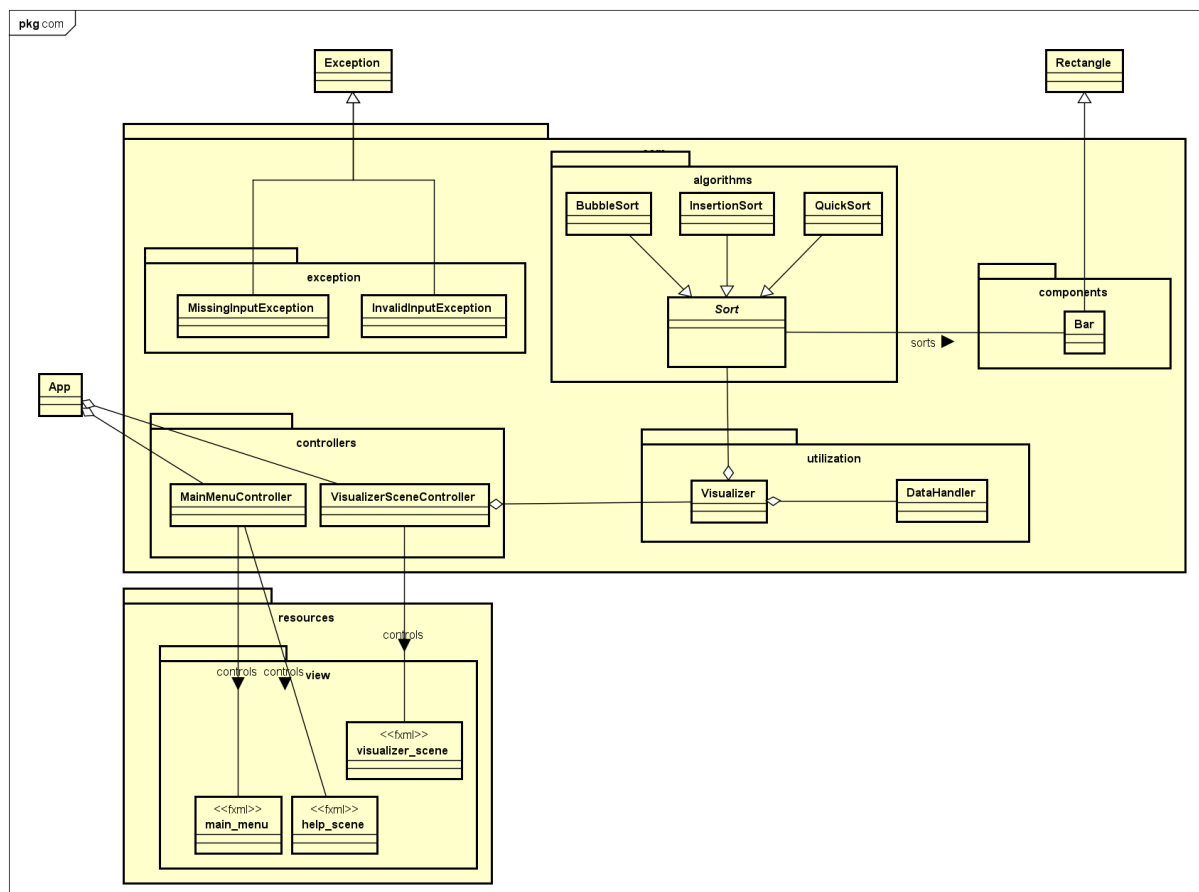 pkg com
Exception
Rectangle
algorithms
BubbleSort
InsertionSort
QuickSort
exception
components
MissingInputException
InvalidInputException
Sort
Bar
sorts
App
controllers
utilization
MainMenuController
VisualizerSceneController
Visualizer
DataHandler
resources
controls
controls
controls
view
<<fxml>>
visualizer_scene
<<fxml>>
main_menu
<<fxml>>
help_scene